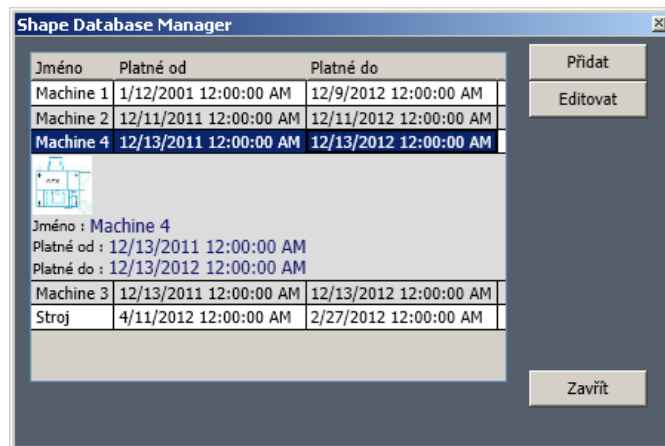 Shape Database Manager
Jméno Platné od Platné do
Machine 1 1/12/2001 12:00:00 AM 12/9/2012 12:00:00 AM
Machine 2 12/11/2011 12:00:00 AM 12/11/2012 12:00:00 AM
Machine 4 12/13/2011 12:00:00 AM 12/13/2012 12:00:00 AM
Jméno : Machine 4
Platné od : 12/13/2011 12:00:00 AM
Platné do : 12/13/2012 12:00:00 AM
Machine 3 12/13/2011 12:00:00 AM 12/13/2012 12:00:00 AM
Stroj 4/11/2012 12:00:00 AM 2/27/2012 12:00:00 AM
Přidat
Editovat
Zavřít